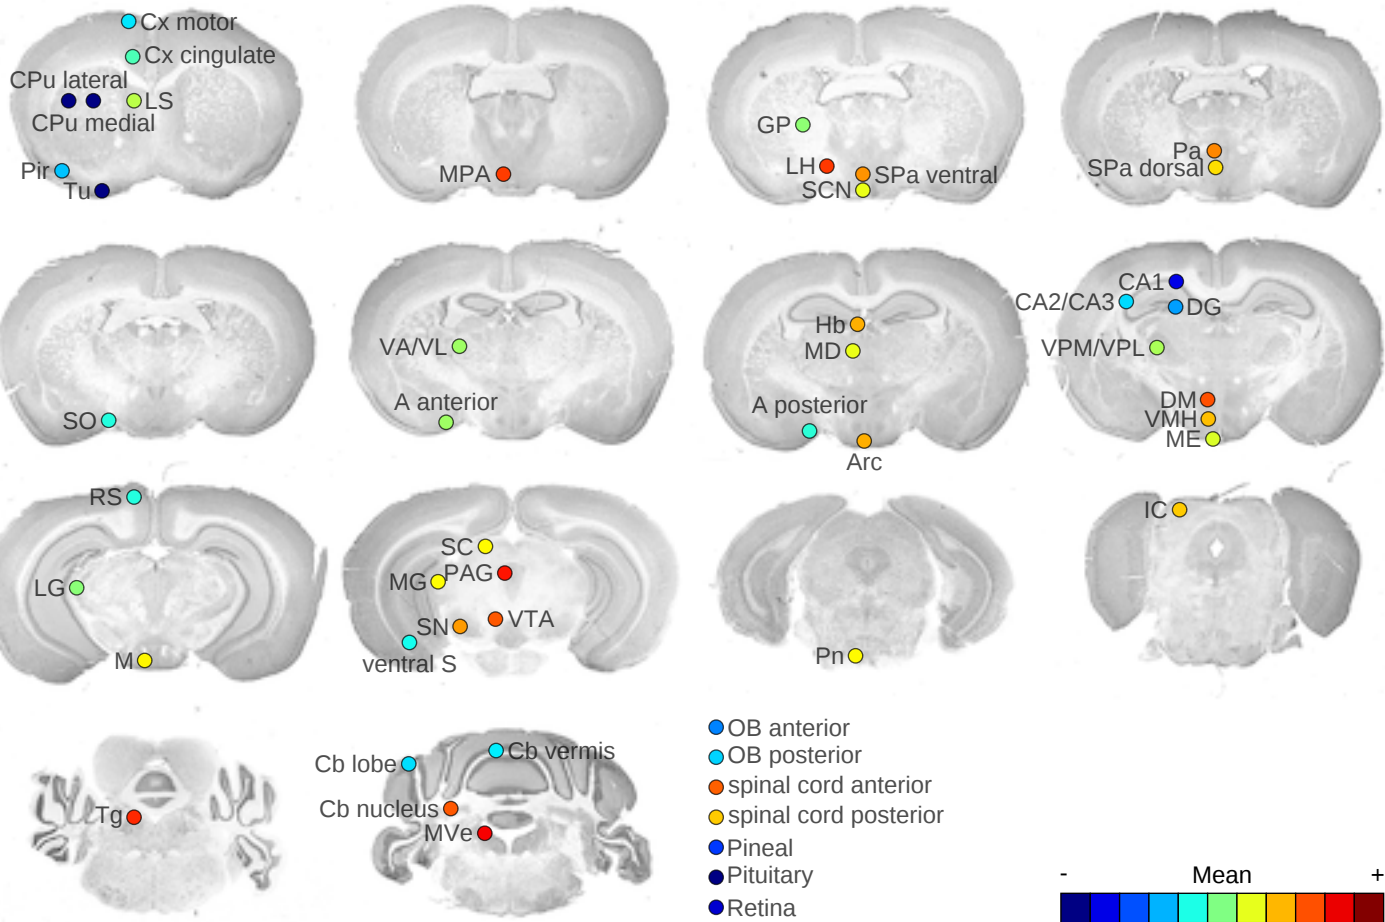 Cx motor
Cx cingulate
CPu lateral
LS
CPu medial
Pir
Tu
MPA
GP
LH
SPa ventral
SCN
Pa
SPa dorsal
SO
VA/VL
A anterior
Hb
MD
A posterior
Arc
CA1
CA2/CA3
DG
VPM/VPL
DM
VMH
ME
RS
LG
M
SC
MG
PAG
SN
VTA
ventral S
Pn
IC
Tg
Cb lobe
Cb vermis
Cb nucleus
MVe
OB anterior
OB posterior
spinal cord anterior
spinal cord posterior
Pineal
Pituitary
Retina
- Mean +